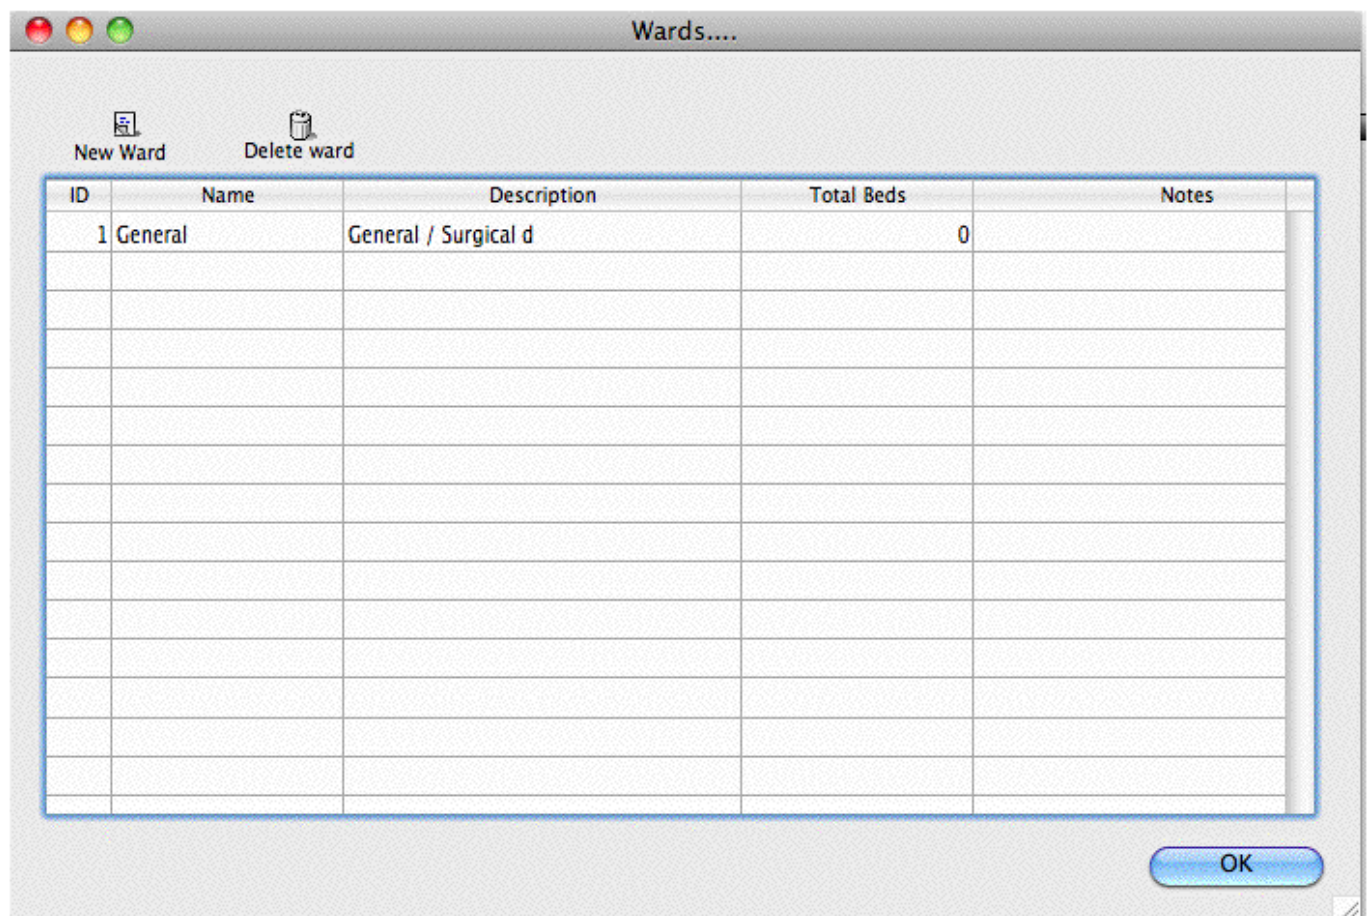 Wards....
New Ward Delete ward
ID Name Description Total Beds Notes
1 General General / Surgical d 0
OK